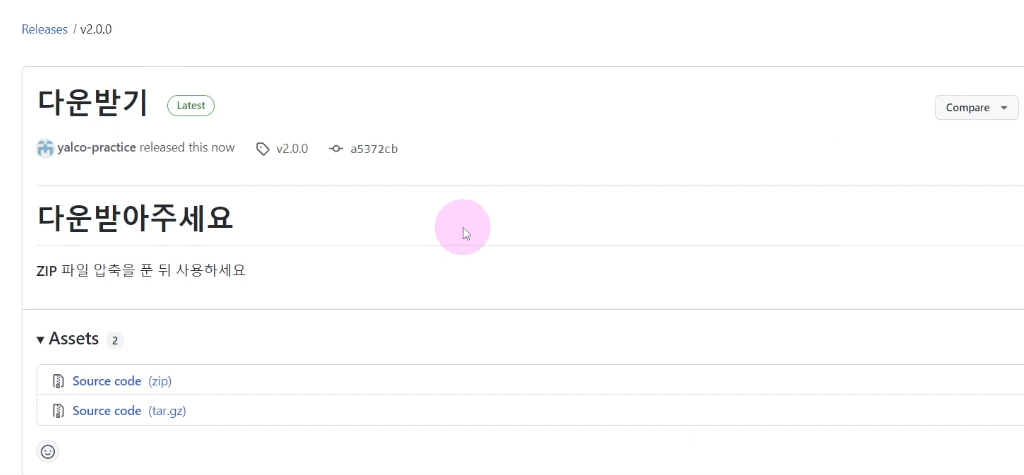 Releases / v2.0.0
다운받기 Latest
Compare
yalco-practice released this now v2.0.0 a5372cb
다운받아주세요
ZIP 파일 압축을 푼 뒤 사용하세요
Assets 2
Source code (zip)
Source code (tar.gz)